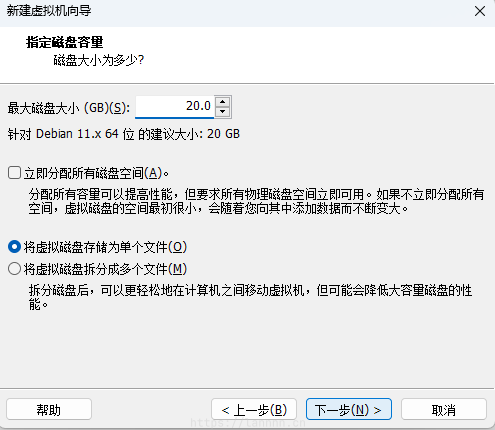 新建虚拟机向导
指定磁盘容量
磁盘大小为多少?
最大磁盘大小 (GB)(S): 20.0
针对 Debian 11.x 64 位 的建议大小: 20 GB
立即分配所有磁盘空间(A)。
分配所有容量可以提高性能，但要求所有物理磁盘空间立即可用。如果不立即分配所有
空间，虚拟磁盘的空间最初很小，会随着您向其中添加数据而不断变大。
将虚拟磁盘存储为单个文件(O)
将虚拟磁盘拆分成多个文件(M)
拆分磁盘后，可以更轻松地在计算机之间移动虚拟机，但可能会降低大容量磁盘的性
能。
帮助 < 上一步(B) 下一步(N) > 取消